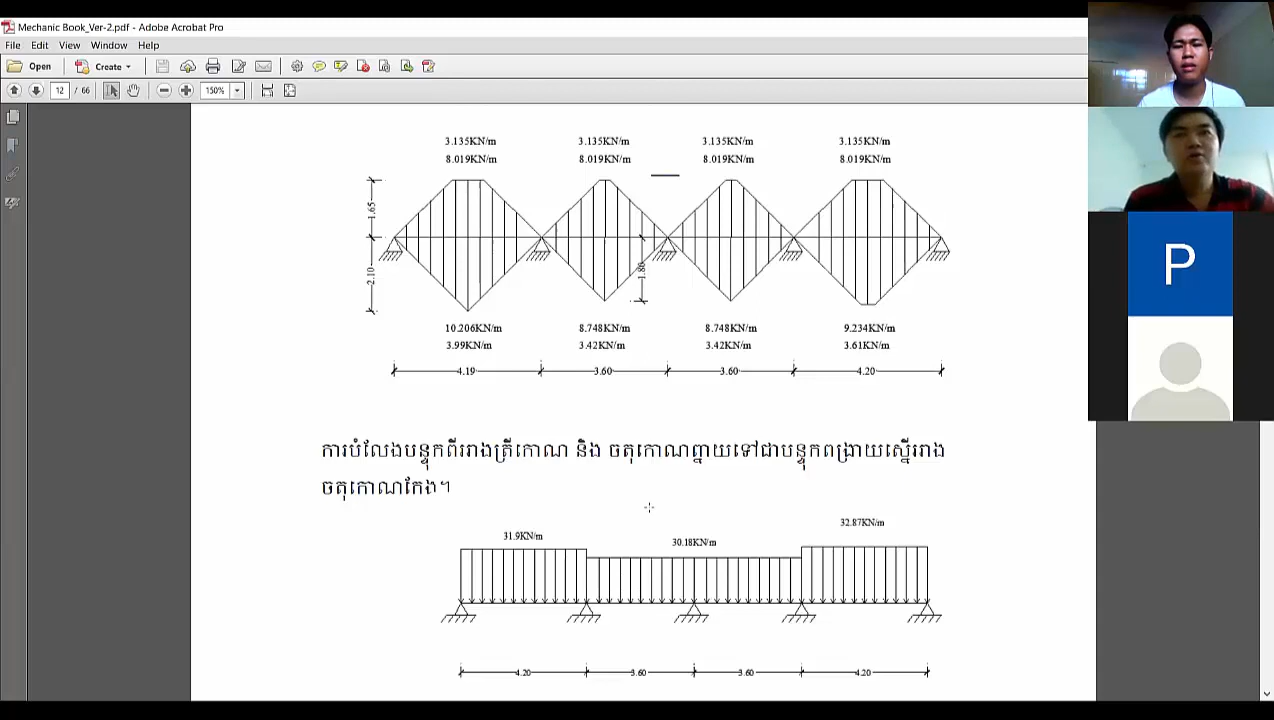 Mechanic Book_Ver-2.pdf - Adobe Acrobat Pro
File Edit View Window Help
Open Create
12 / 66 150%
3.135KN/m 3.135KN/m 3.135KN/m 3.135KN/m
8.019KN/m 8.019KN/m 8.019KN/m 8.019KN/m
1.65
2.10
1.80
10.206KN/m 8.748KN/m 8.748KN/m 9.234KN/m
3.99KN/m 3.42KN/m 3.42KN/m 3.61KN/m
4.19 3.60 3.60 4.20
ការបំលែងបន្ទុកពីររាងត្រីកោណ និង ចតុកោណព្នាយទៅជាបន្ទុកពង្រាយស្នើររាង
ចតុកោណកែង។
31.9KN/m 30.18KN/m 32.87KN/m
4.20 3.60 3.60 4.20
P